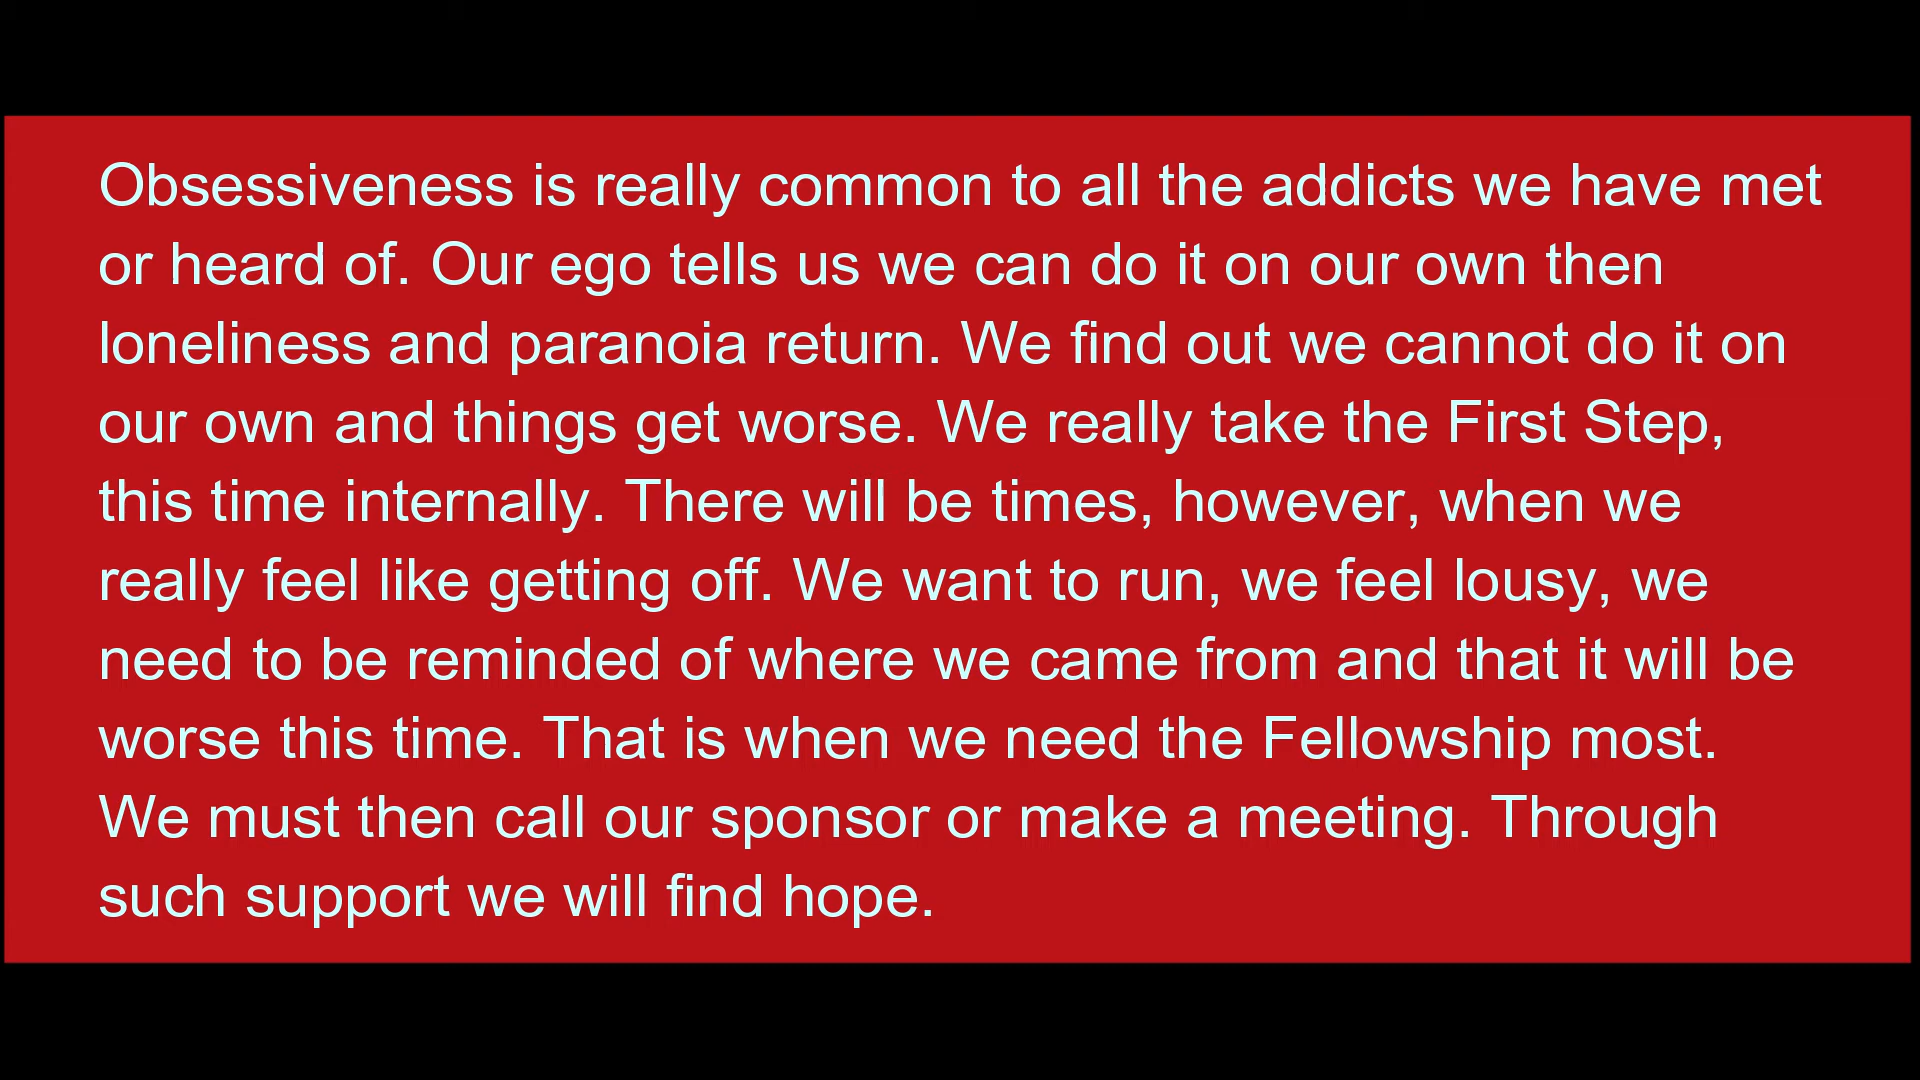 Obsessiveness is really common to all the addicts we have met
or heard of. Our ego tells us we can do it on our own then
loneliness and paranoia return. We find out we cannot do it on
our own and things get worse. We really take the First Step,
this time internally. There will be times, however, when we
really feel like getting off. We want to run, we feel lousy, we
need to be reminded of where we came from and that it will be
worse this time. That is when we need the Fellowship most.
We must then call our sponsor or make a meeting. Through
such support we will find hope.